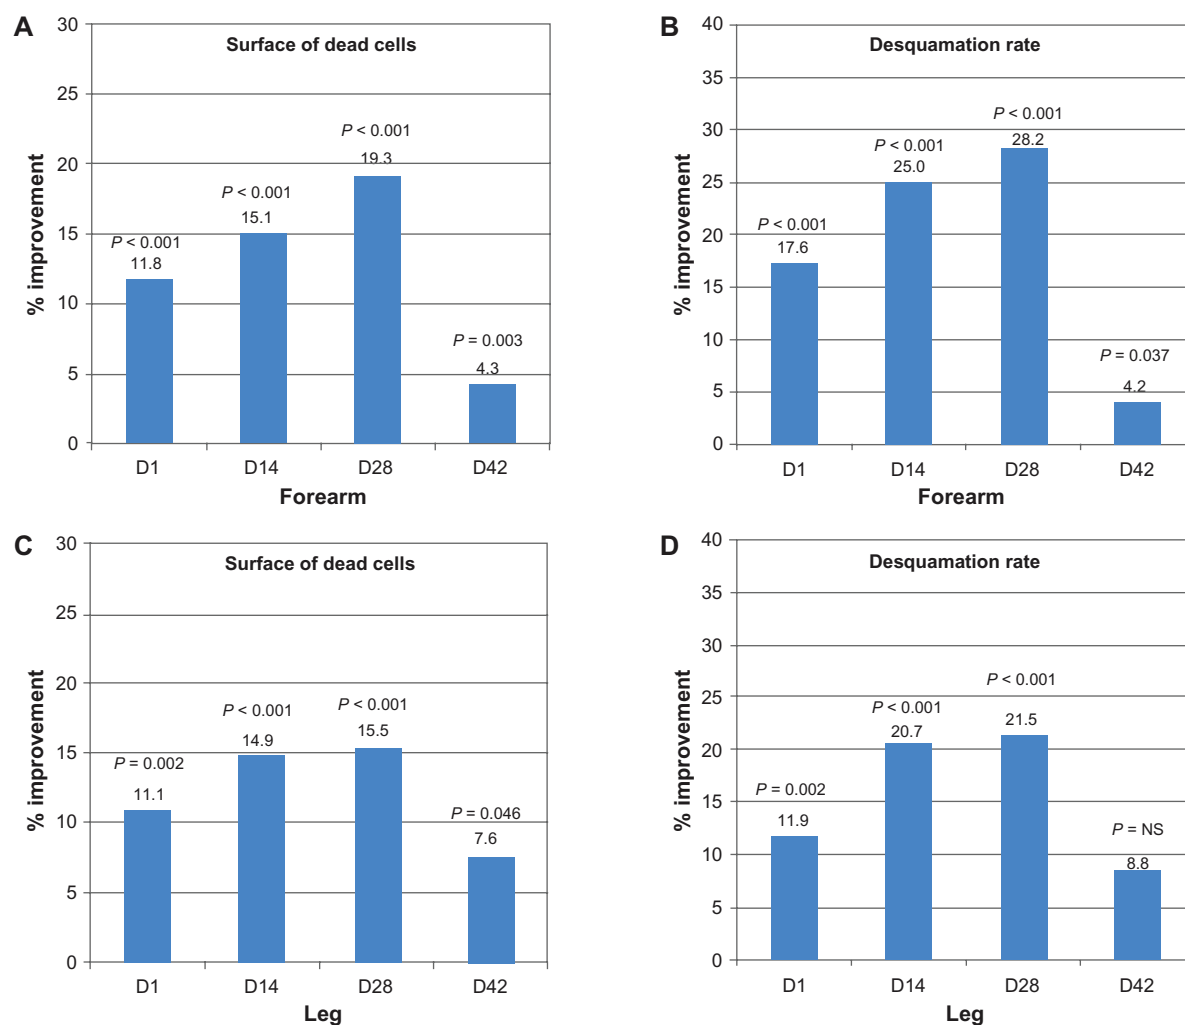 A
Surface of dead cells
30
25
20
15
10
5
0
% improvement
P < 0.001
11.8
P < 0.001
15.1
P < 0.001
19.3
P = 0.003
4.3
D1 D14 D28 D42
Forearm
B
Desquamation rate
40
35
30
25
20
15
10
5
0
% improvement
P < 0.001
17.6
P < 0.001
25.0
P < 0.001
28.2
P = 0.037
4.2
D1 D14 D28 D42
Forearm
C
Surface of dead cells
30
25
20
15
10
5
0
% improvement
P = 0.002
11.1
P < 0.001
14.9
P < 0.001
15.5
P = 0.046
7.6
D1 D14 D28 D42
Leg
D
Desquamation rate
40
35
30
25
20
15
10
5
0
% improvement
P = 0.002
11.9
P < 0.001
20.7
P < 0.001
21.5
P = NS
8.8
D1 D14 D28 D42
Leg